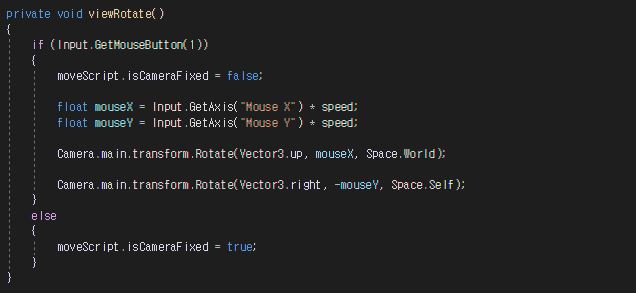 private void viewRotate()
{
if (Input.GetMouseButton(1))
{
moveScript.isCameraFixed = false;
float mouseX = Input.GetAxis("Mouse X") * speed;
float mouseY = Input.GetAxis("Mouse Y") * speed;
Camera.main.transform.Rotate(Vector3.up, mouseX, Space.World);
Camera.main.transform.Rotate(Vector3.right, -mouseY, Space.Self);
}
else
{
moveScript.isCameraFixed = true;
}
}